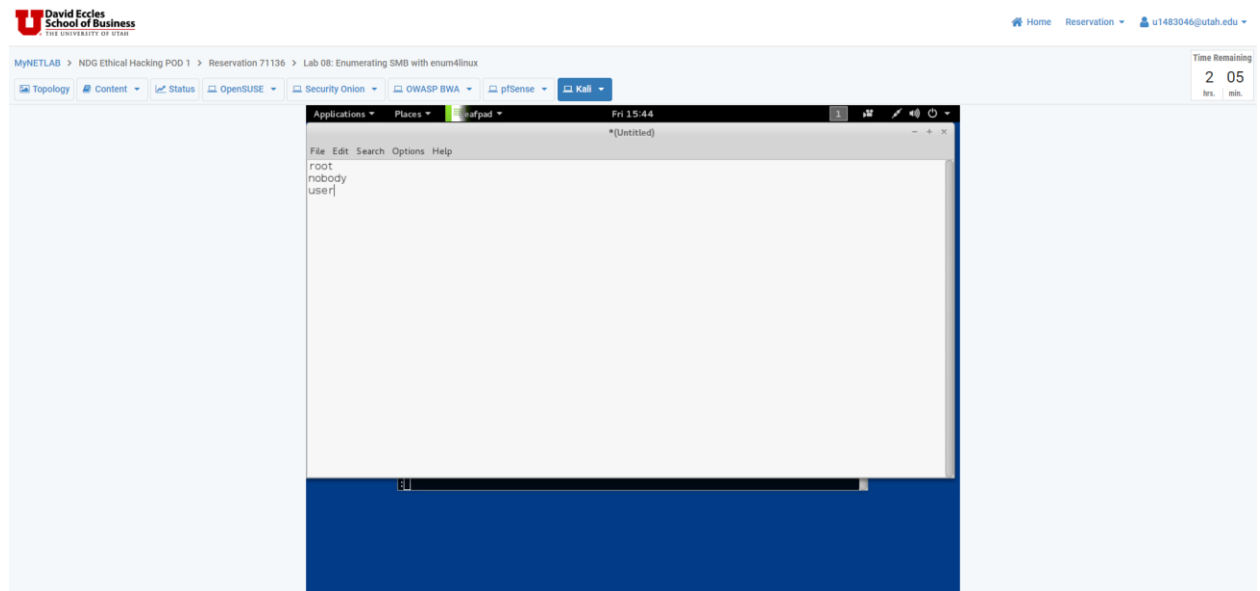 David Eccles
School of Business
THE UNIVERSITY OF UTAH
Home Reservation u1483046@utah.edu
MyNETLAB > NDG Ethical Hacking POD 1 > Reservation 71136 > Lab 08: Enumerating SMB with enum4linux
Time Remaining
2 05
hrs. min.
Topology Content Status OpenSUSE Security Onion OWASP BWA pfSense Kali
Applications Places eafpad Fri 15:44 1
*(Untitled)
File Edit Search Options Help
root
nobody
user
: